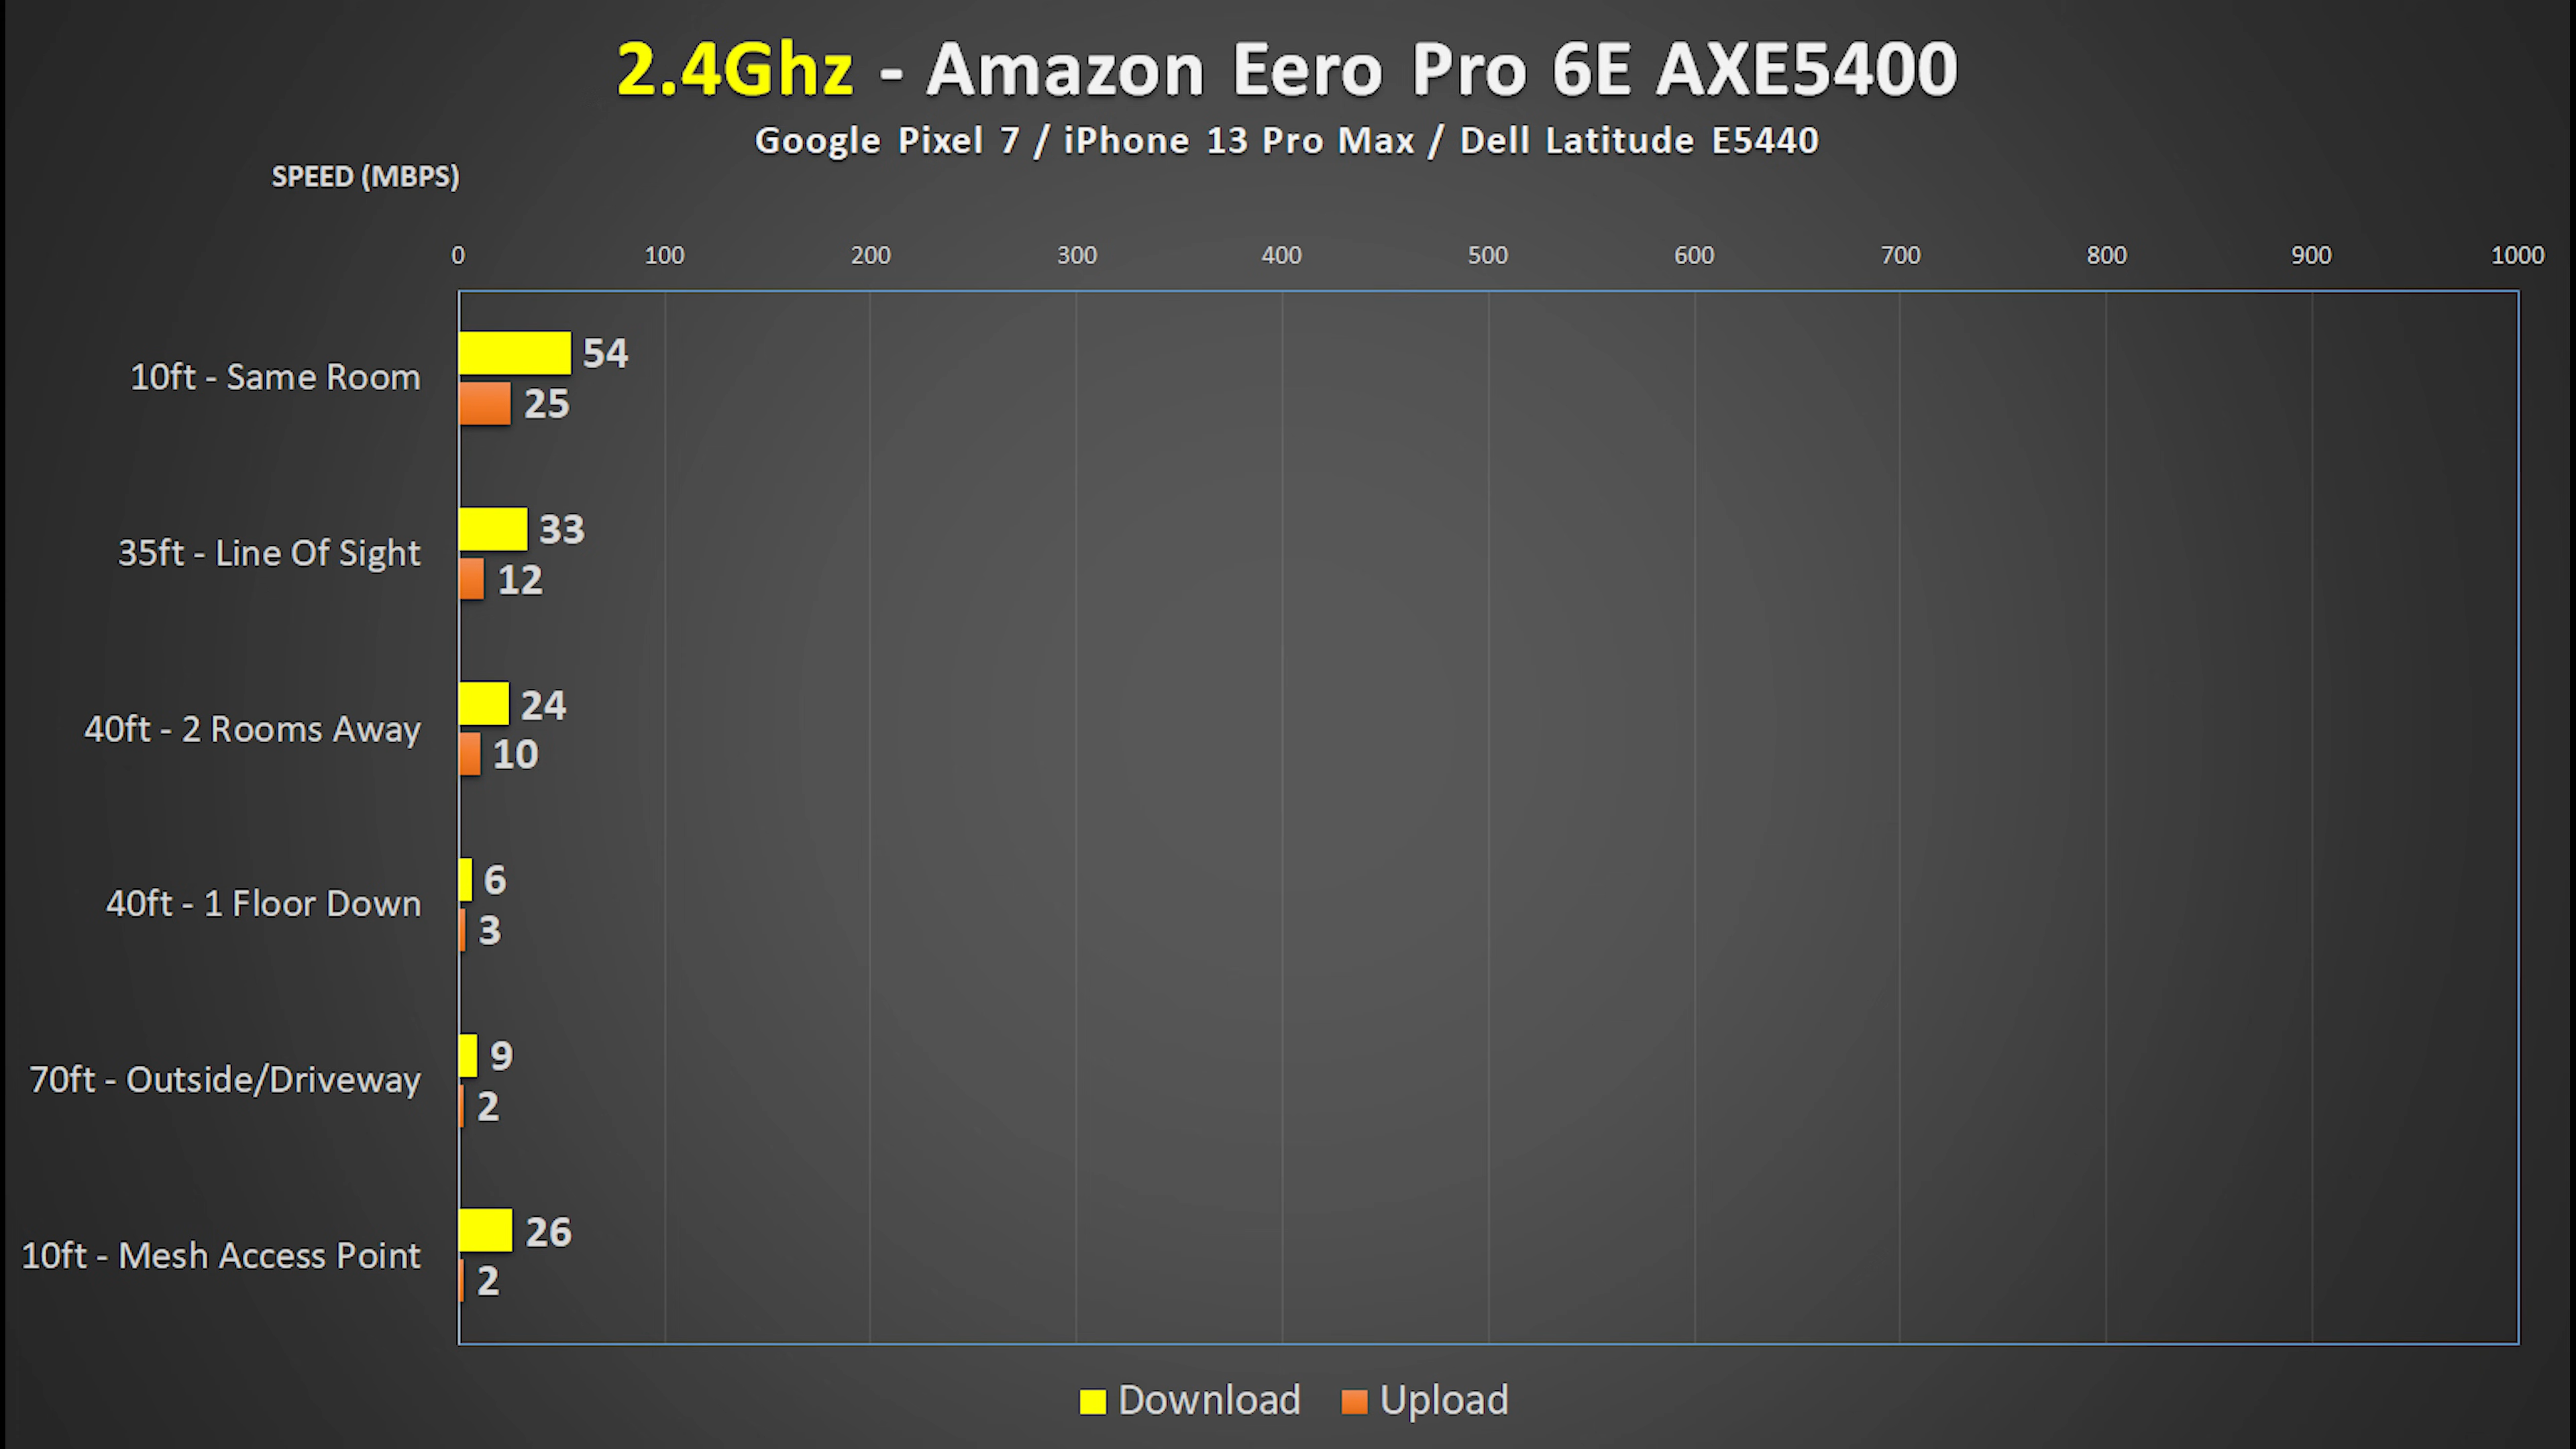 2.4Ghz - Amazon Eero Pro 6E AXE5400
Google Pixel 7 / iPhone 13 Pro Max / Dell Latitude E5440
SPEED (MBPS)
0 100 200 300 400 500 600 700 800 900 1000
10ft - Same Room
54
25
35ft - Line Of Sight
33
12
40ft - 2 Rooms Away
24
10
40ft - 1 Floor Down
6
3
70ft - Outside/Driveway
9
2
10ft - Mesh Access Point
26
2
Download Upload